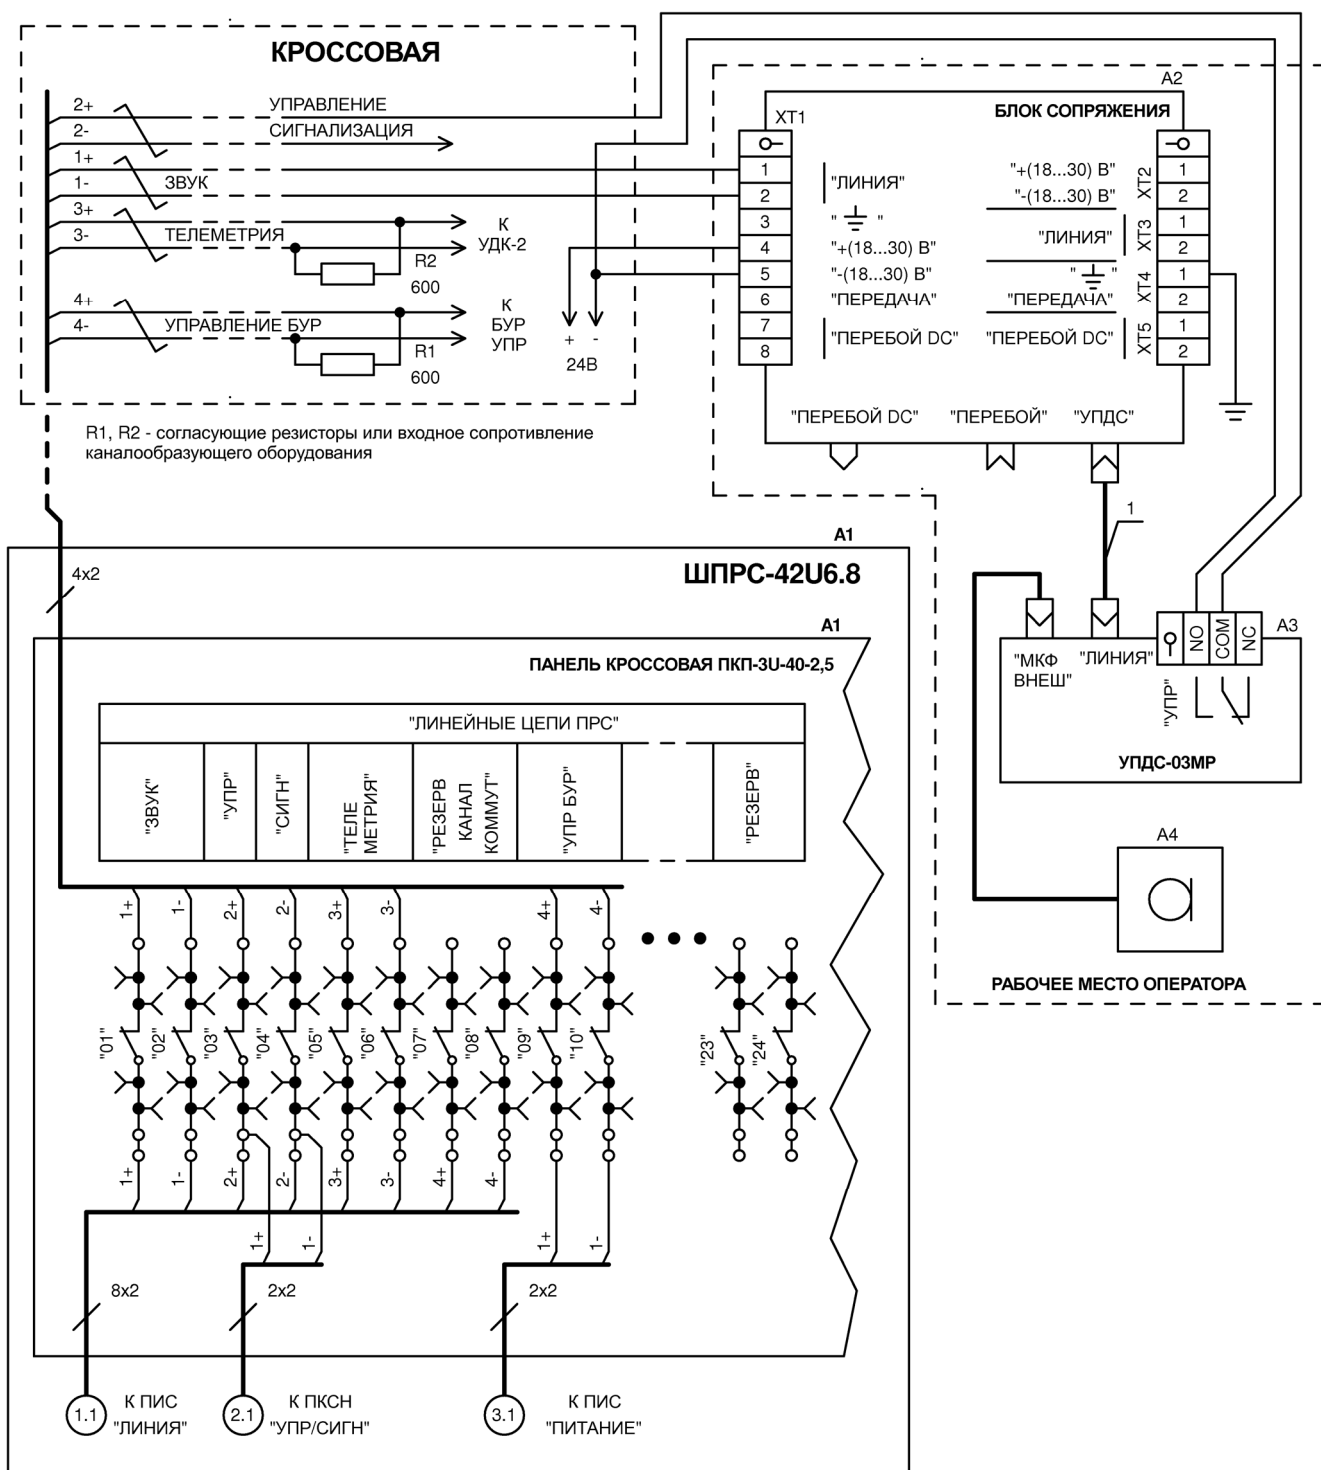 КРОССОВАЯ
2+ УПРАВЛЕНИЕ
2- СИГНАЛИЗАЦИЯ
1+
1- ЗВУК
3+
3- ТЕЛЕМЕТРИЯ
К
УДК-2
R2
600
4+
4- УПРАВЛЕНИЕ БУР
К
БУР
УПР
R1
600
+ -
24В
R1, R2 - согласующие резисторы или входное сопротивление
каналообразующего оборудования
A2
БЛОК СОПРЯЖЕНИЯ
XT1
1
2
3
4
5
6
7
8
"ЛИНИЯ"
" "
"+(18...30) В"
"-(18...30) В"
"ПЕРЕДАЧА"
"ПЕРЕБОЙ DC"
"+(18...30) В"
"-(18...30) В"
"ЛИНИЯ"
" "
"ПЕРЕДАЧА"
"ПЕРЕБОЙ DC"
XT2
XT3
XT4
XT5
1
2
1
2
1
2
1
2
"ПЕРЕБОЙ DC" "ПЕРЕБОЙ" "УПДС"
1
A3
NO
COM
NC
"МКФ
ВНЕШ"
"ЛИНИЯ"
"УПР"
УПДС-03МР
A4
РАБОЧЕЕ МЕСТО ОПЕРАТОРА
A1
ШПРС-42U6.8
4x2
A1
ПАНЕЛЬ КРОССОВАЯ ПКП-3U-40-2,5
"ЛИНЕЙНЫЕ ЦЕПИ ПРС"
"ЗВУК"
"УПР"
"СИГН"
"ТЕЛЕ
МЕТРИЯ"
"РЕЗЕРВ
КАНАЛ
КОММУТ"
"УПР БУР"
"РЕЗЕРВ"
1+ 1- 2+ 2- 3+ 3- 4+ 4-
"01" "02" "03" "04" "05" "06" "07" "08" "09" "10" "23" "24"
1+ 1- 2+ 2- 3+ 3- 4+ 4-
1+ 1- 1+ 1-
8x2 2x2 2x2
1.1 К ПИС
"ЛИНИЯ"
2.1 К ПКСН
"УПР/СИГН"
3.1 К ПИС
"ПИТАНИЕ"